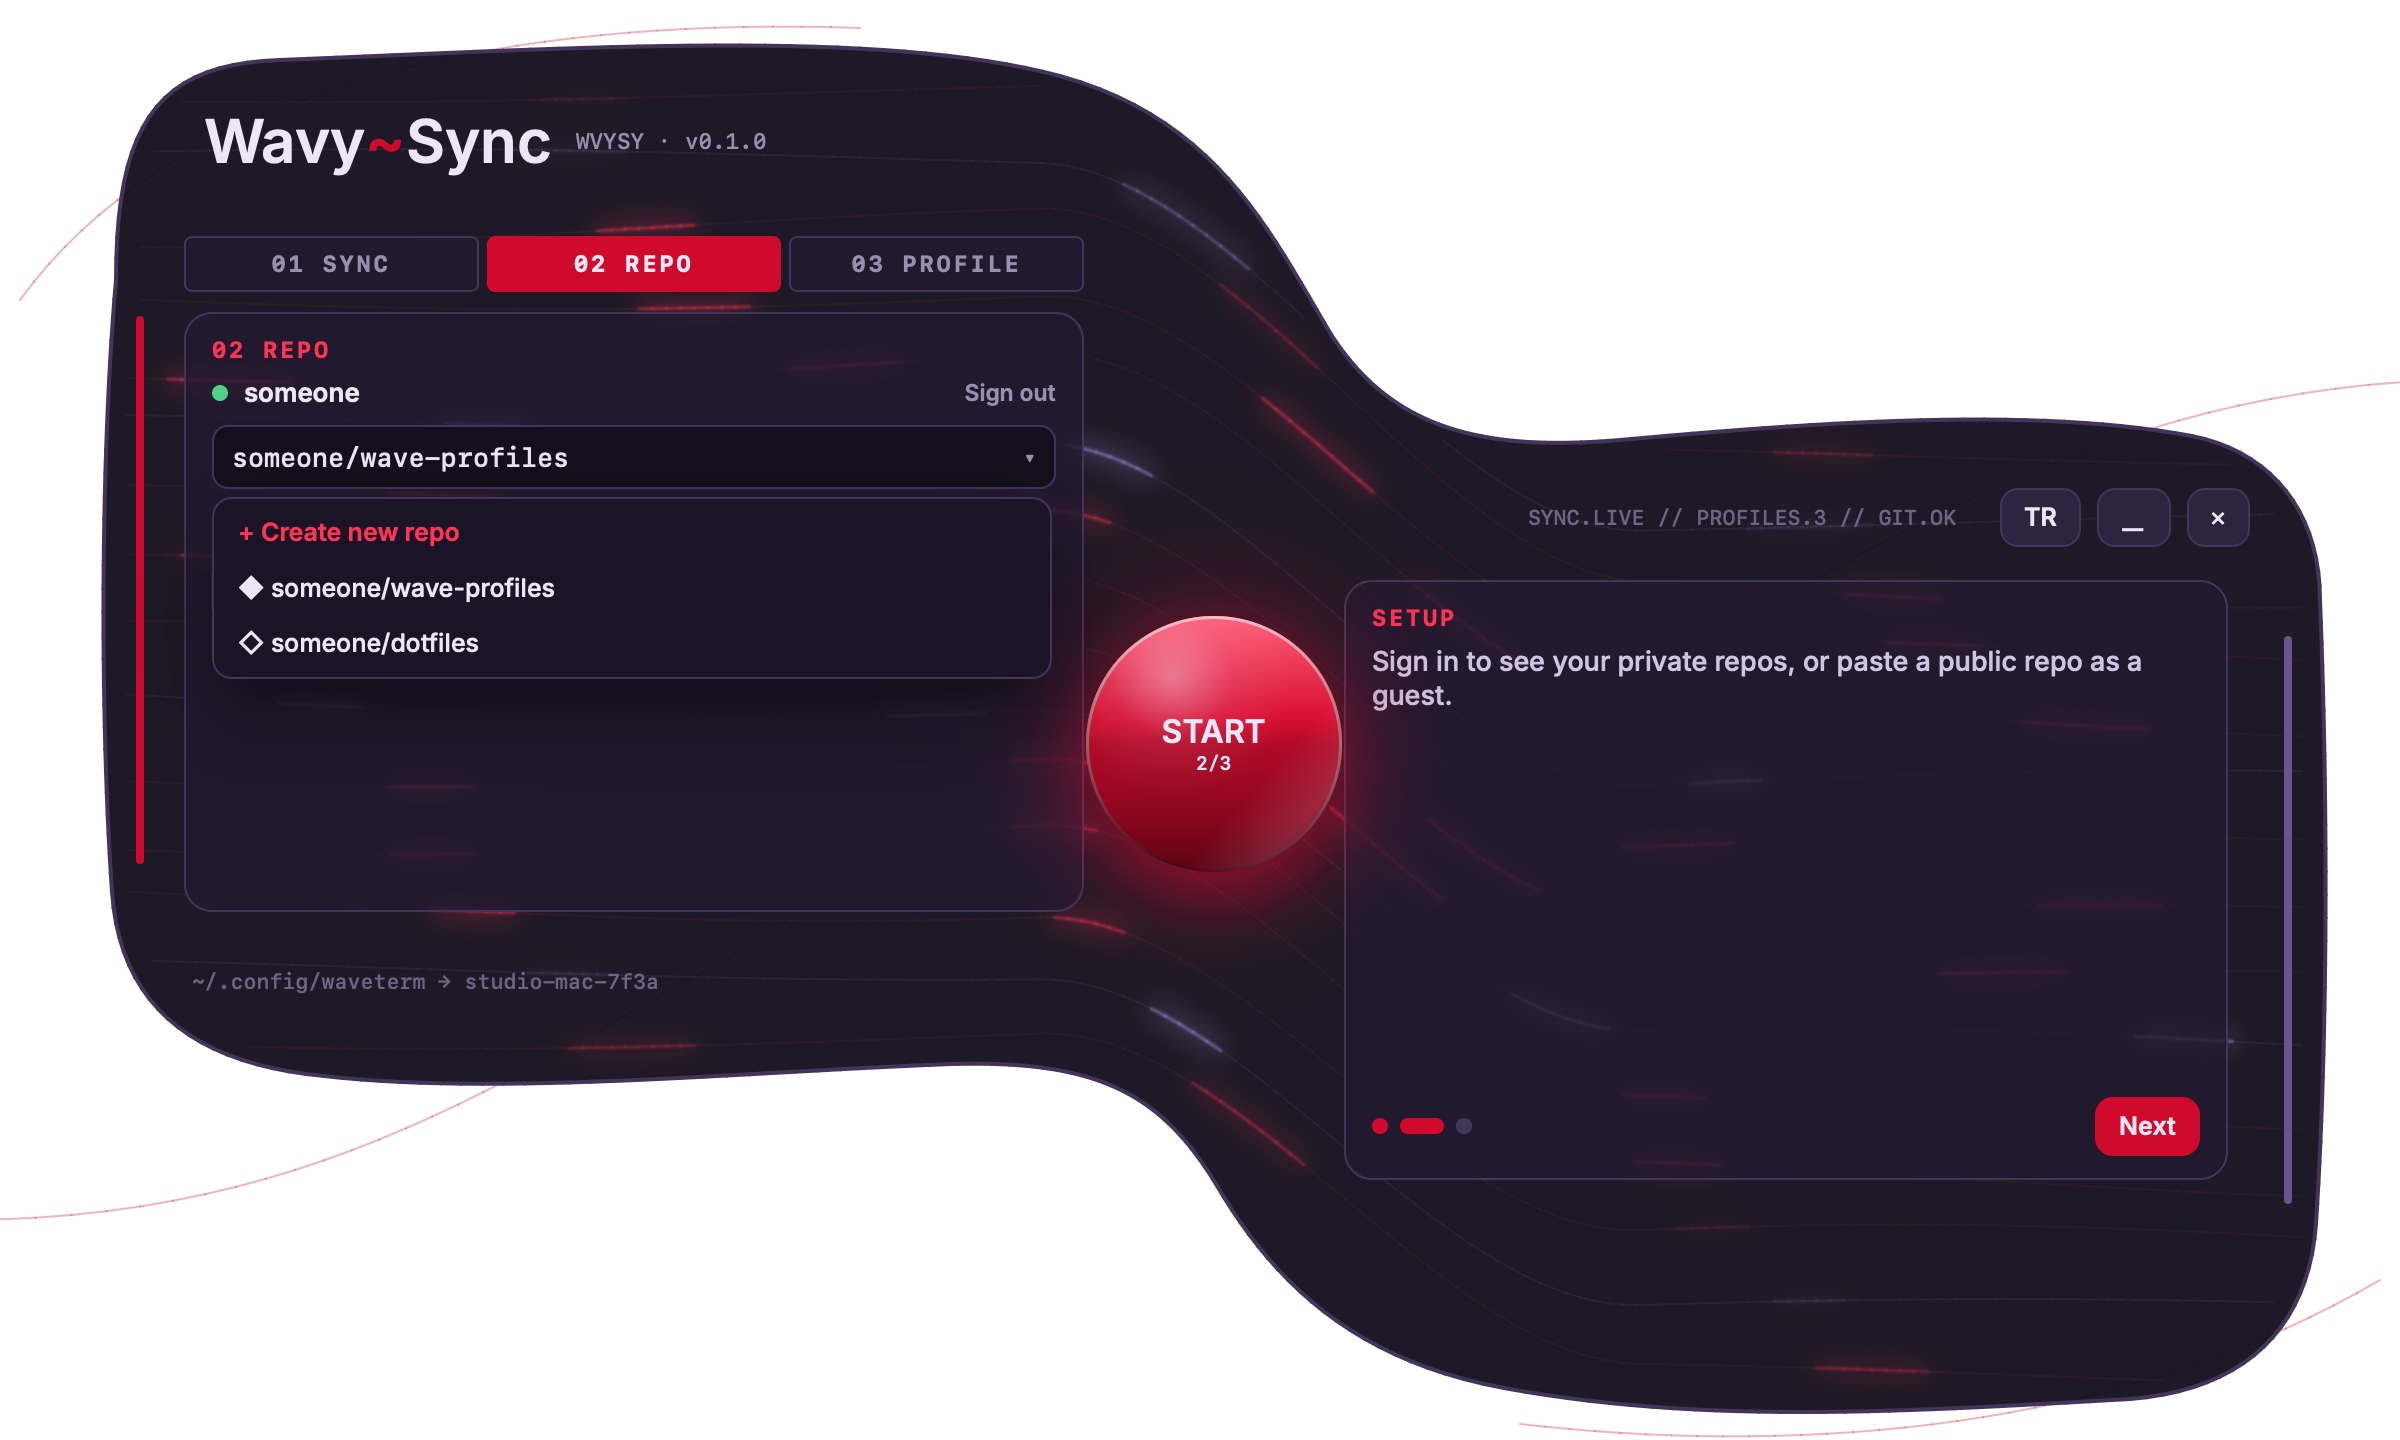 Wavy~Sync WVYSY · v0.1.0
01 SYNC 02 REPO 03 PROFILE
02 REPO
someone Sign out
someone/wave-profiles ▾
+ Create new repo
◆ someone/wave-profiles
◇ someone/dotfiles
~/.config/waveterm → studio-mac-7f3a
START
2/3
SYNC.LIVE // PROFILES.3 // GIT.OK TR _ ×
SETUP
Sign in to see your private repos, or paste a public repo as a
guest.
Next